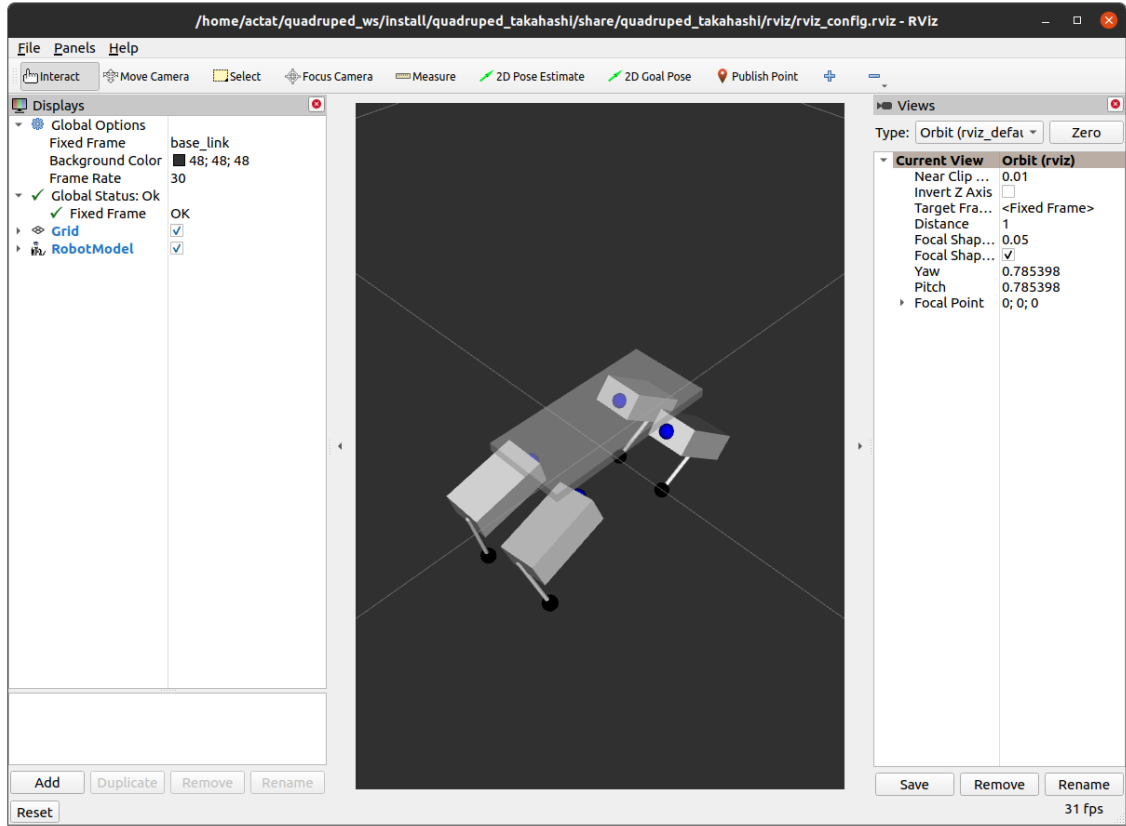 /home/actat/quadruped_ws/install/quadruped_takahashi/share/quadruped_takahashi/rviz/rviz_config.rviz - RViz
File Panels Help
Interact Move Camera Select Focus Camera Measure 2D Pose Estimate 2D Goal Pose Publish Point
Displays
Global Options
Fixed Frame base_link
Background Color 48; 48; 48
Frame Rate 30
Global Status: Ok
Fixed Frame OK
Grid
RobotModel
Add Duplicate Remove Rename
Reset
Views
Type: Orbit (rviz_defau Zero
Current View Orbit (rviz)
Near Clip ... 0.01
Invert Z Axis
Target Fra... <Fixed Frame>
Distance 1
Focal Shap... 0.05
Focal Shap...
Yaw 0.785398
Pitch 0.785398
Focal Point 0; 0; 0
Save Remove Rename
31 fps